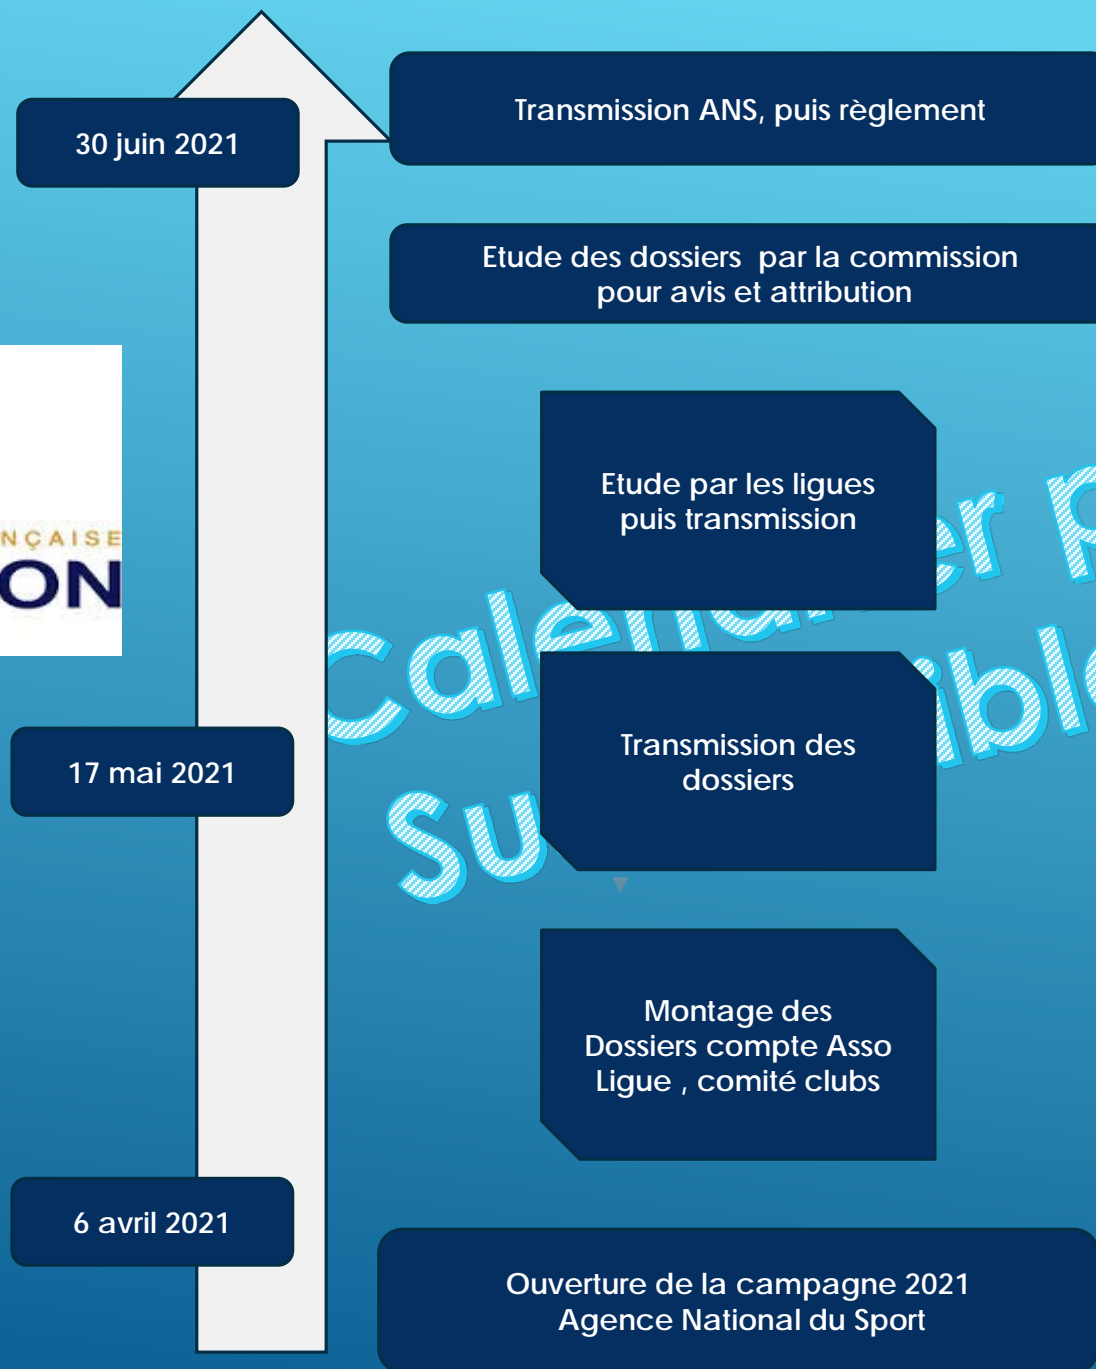 30 juin 2021
Transmission ANS, puis règlement
Etude des dossiers par la commission
pour avis et attribution
Etude par les ligues
puis transmission
NÇAISE
ON
17 mai 2021
Transmission des
dossiers
Montage des
Dossiers compte Asso
Ligue , comité clubs
6 avril 2021
Ouverture de la campagne 2021
Agence National du Sport